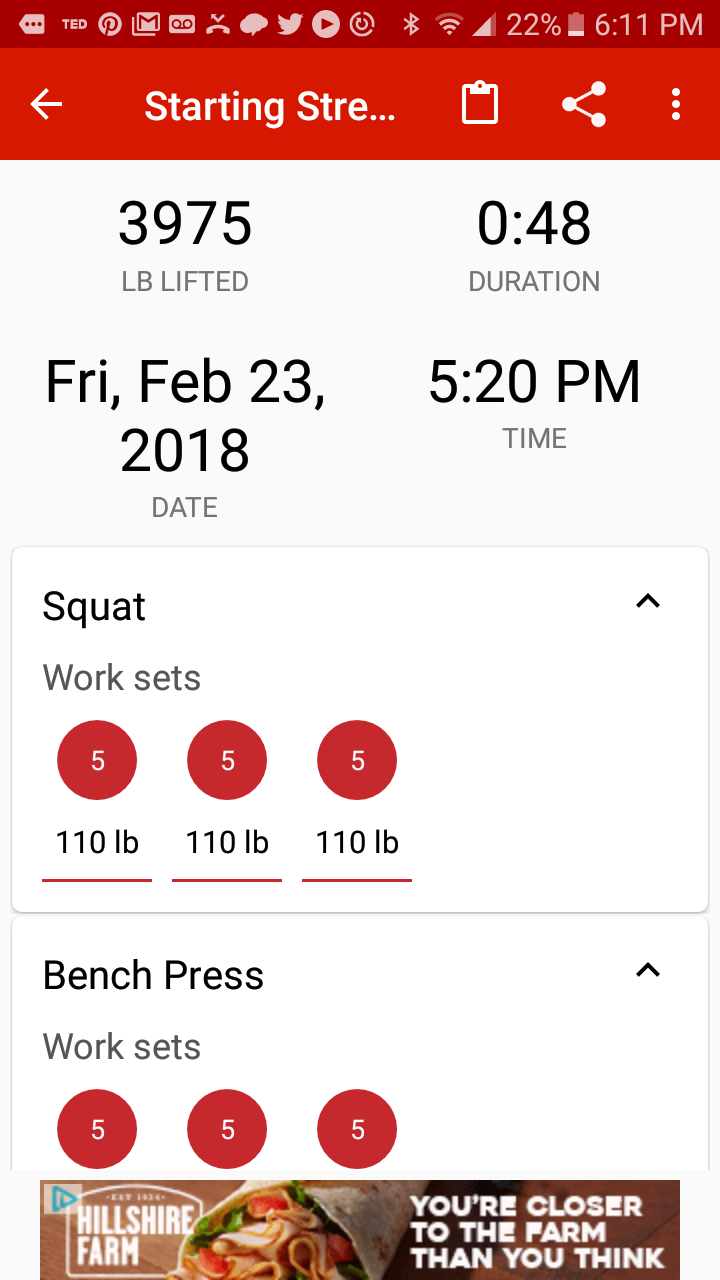 TED 22% 6:11 PM
Starting Stre...
3975 0:48
LB LIFTED DURATION
Fri, Feb 23, 5:20 PM
2018 TIME
DATE
Squat
Work sets
5 5 5
110 lb 110 lb 110 lb
Bench Press
Work sets
5 5 5
·EST 1934·
HILLSHIRE
FARM
YOU'RE CLOSER
TO THE FARM
THAN YOU THINK